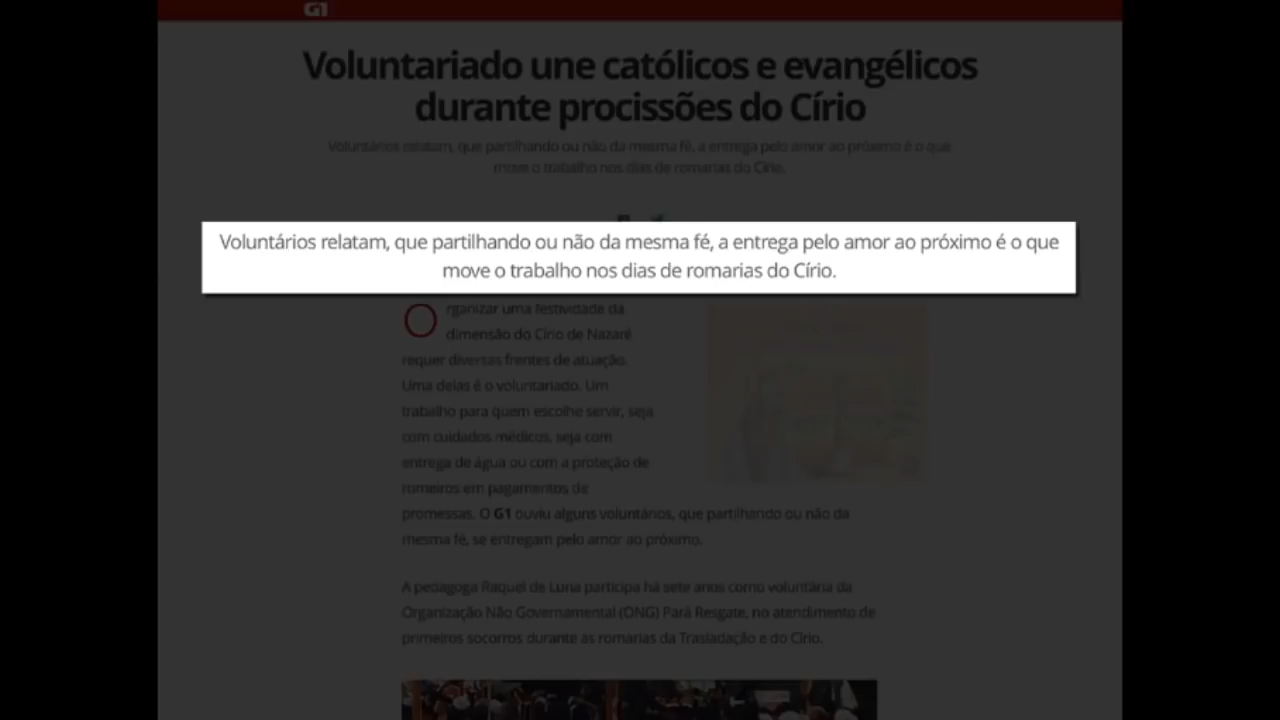 G1
Voluntariado une católicos e evangélicos
durante procissões do Círio
Voluntários relatam, que partilhando ou não da mesma fé, a entrega pelo amor ao próximo é o que
move o trabalho nos dias de romarias do Círio.
Voluntários relatam, que partilhando ou não da mesma fé, a entrega pelo amor ao próximo é o que
move o trabalho nos dias de romarias do Círio.
Organizar uma festividade da
dimensão do Círio de Nazaré
requer diversas frentes de atuação.
Uma delas é o voluntariado. Um
trabalho para quem escolhe servir, seja
com cuidados médicos, seja com
entrega de água ou com a proteção de
romeiros em pagamentos de
promessas. O G1 ouviu alguns voluntários, que partilhando ou não da
mesma fé, se entregam pelo amor ao próximo.
A pedagoga Raquel de Luna participa há sete anos como voluntária da
Organização Não Governamental (ONG) Pará Resgate, no atendimento de
primeiros socorros durante as romarias da Trasladação e do Círio.